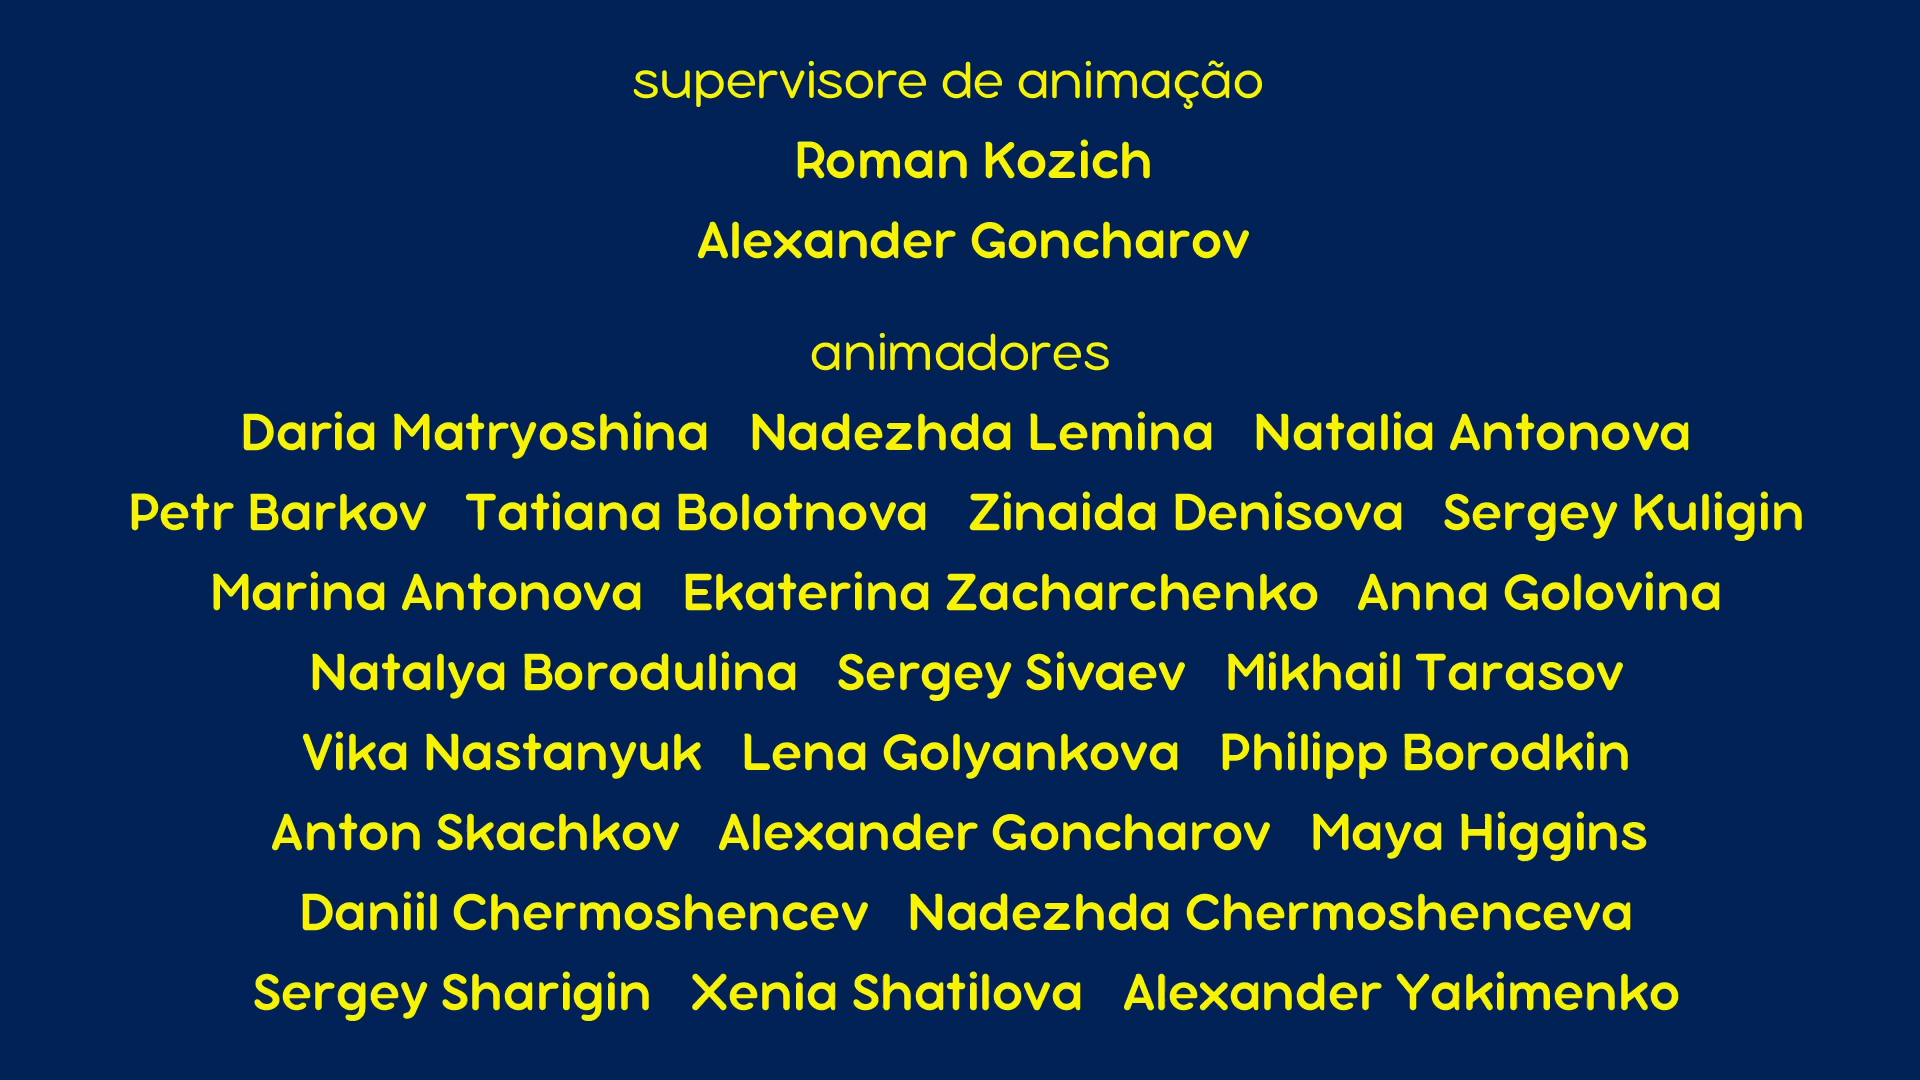 supervisore de animação
Roman Kozich
Alexander Goncharov
animadores
Daria Matryoshina Nadezhda Lemina Natalia Antonova
Petr Barkov Tatiana Bolotnova Zinaida Denisova Sergey Kuligin
Marina Antonova Ekaterina Zacharchenko Anna Golovina
Natalya Borodulina Sergey Sivaev Mikhail Tarasov
Vika Nastanyuk Lena Golyankova Philipp Borodkin
Anton Skachkov Alexander Goncharov Maya Higgins
Daniil Chermoshencev Nadezhda Chermoshenceva
Sergey Sharigin Xenia Shatilova Alexander Yakimenko